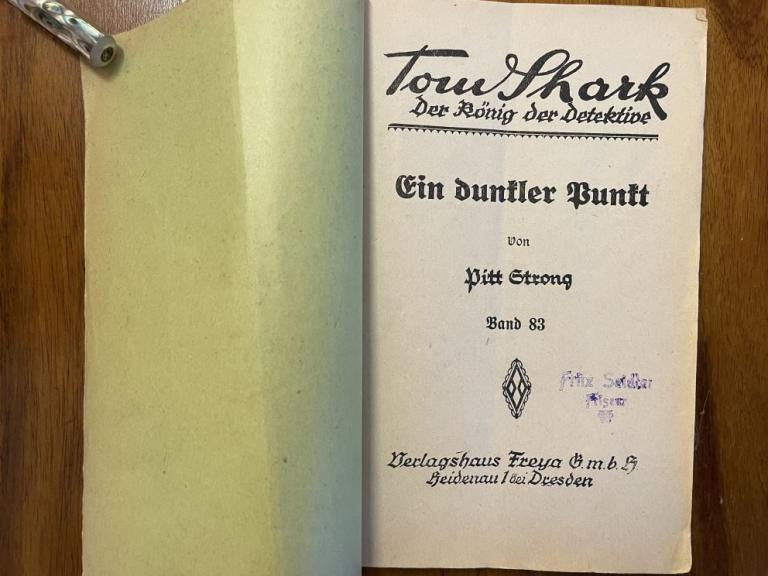 Tom Shark
Der König der Detektive
Ein dunkler Punkt
von
Pitt Strong
Band 83
Fritz
Verlagshaus Freya G.m.b.H.
Heidenau 1 bei Dresden